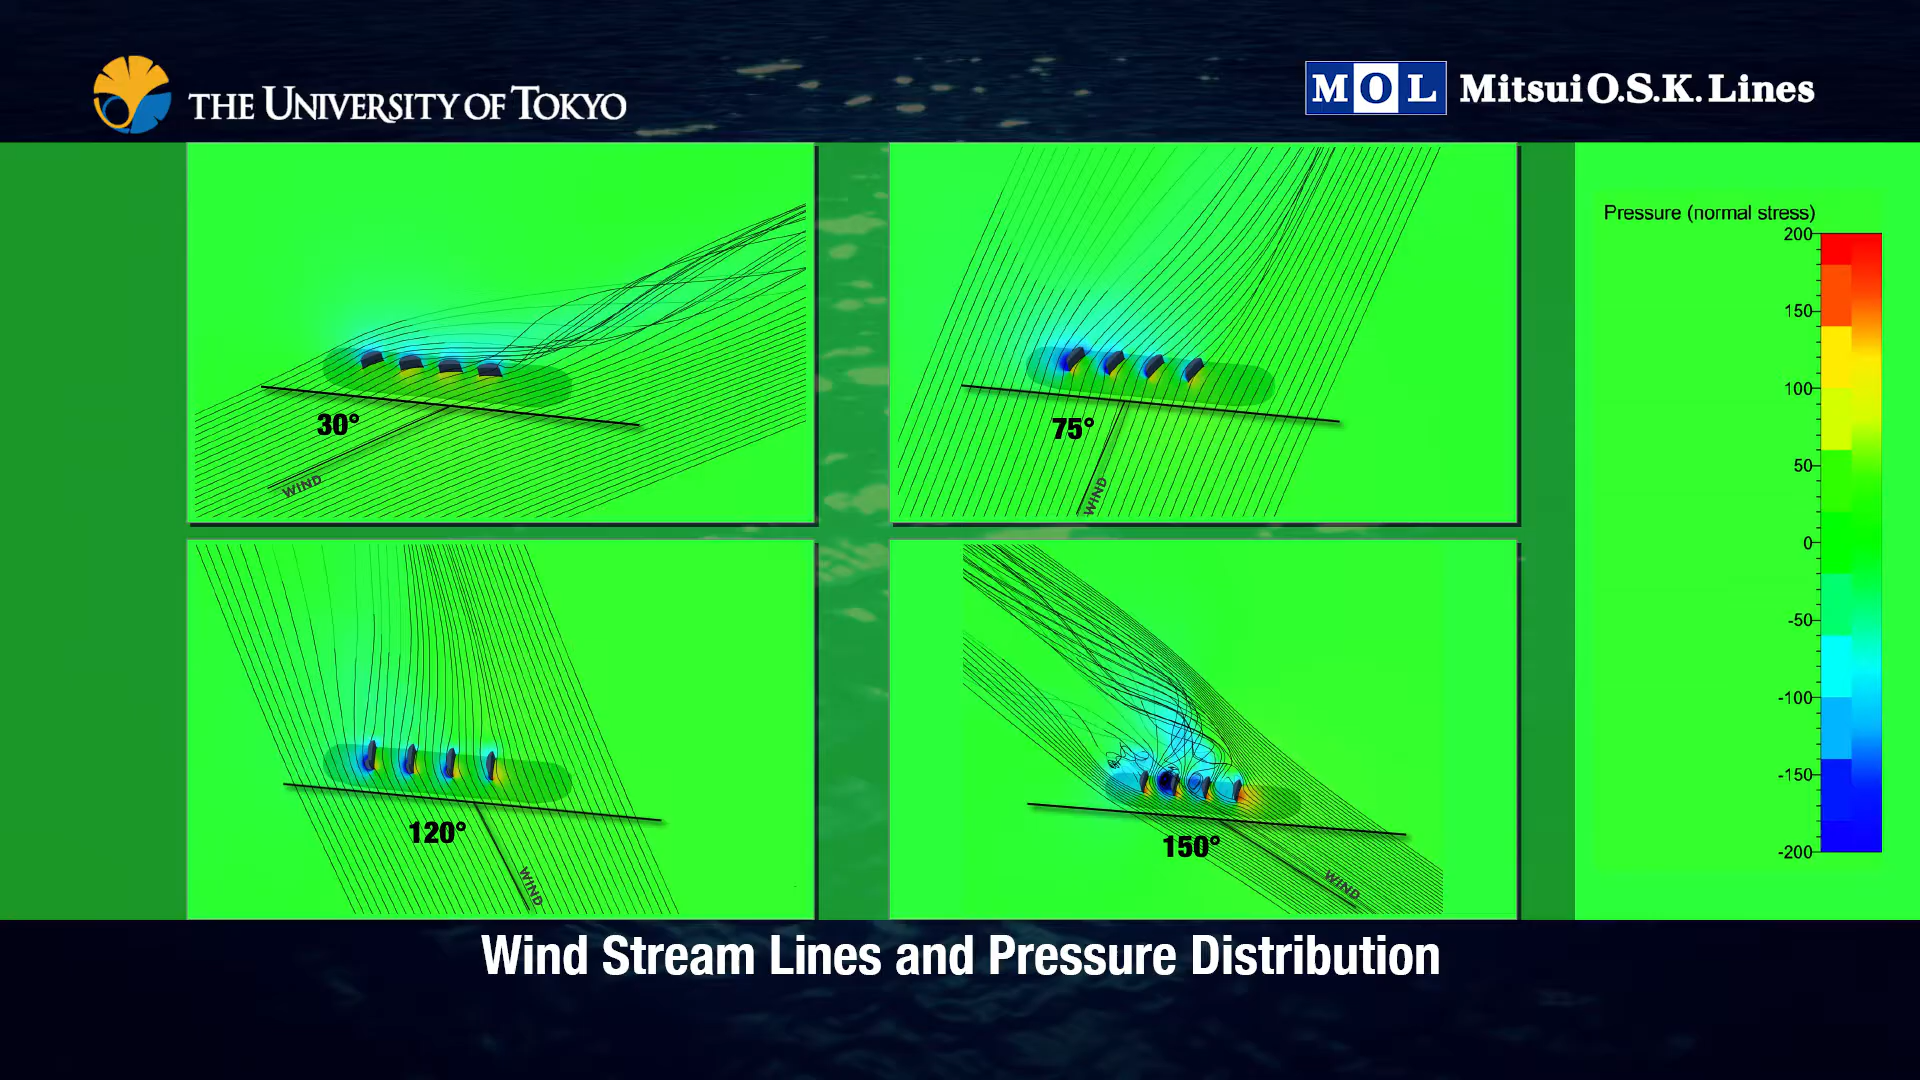 THE UNIVERSITY OF TOKYO
MOL Mitsui O.S.K. Lines
30°
WIND
75°
WIND
120°
WIND
150°
WIND
Pressure (normal stress)
200
150
100
50
0
-50
-100
-150
-200
Wind Stream Lines and Pressure Distribution